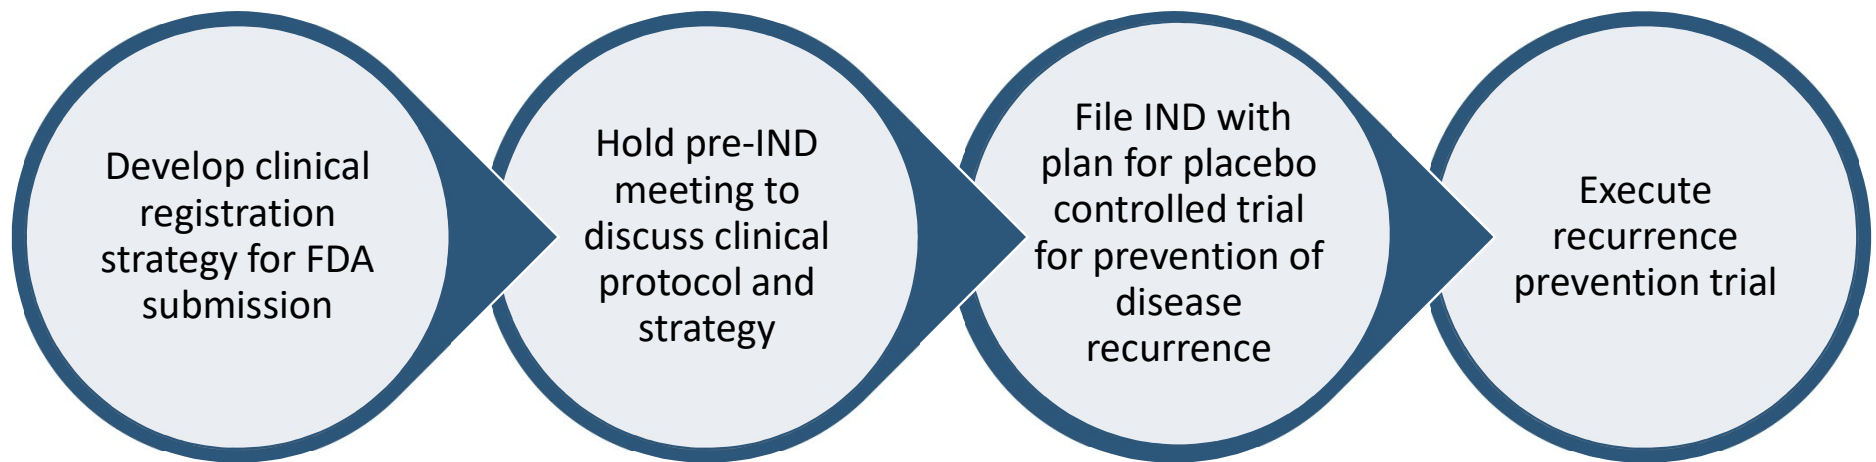 Develop clinical
registration
strategy for FDA
submission
Hold pre-IND
meeting to
discuss clinical
protocol and
strategy
File IND with
plan for placebo
controlled trial
for prevention of
disease
recurrence
Execute
recurrence
prevention trial